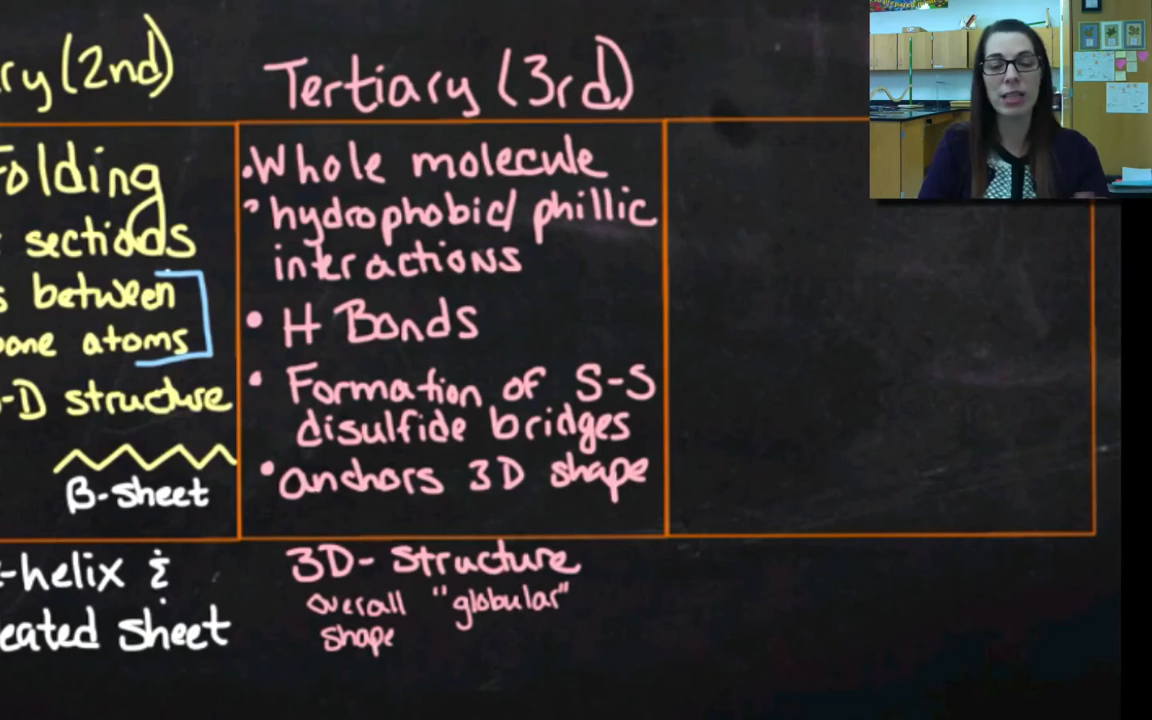 ry (2nd)
Folding
sections
s between
bone atoms
-D structure
β-sheet
-helix &
eated sheet
Tertiary (3rd)
• Whole molecule
• hydrophobic/phillic
interactions
• H Bonds
• Formation of S-S
disulfide bridges
• anchors 3D shape
3D- Structure
overall "globular"
shape